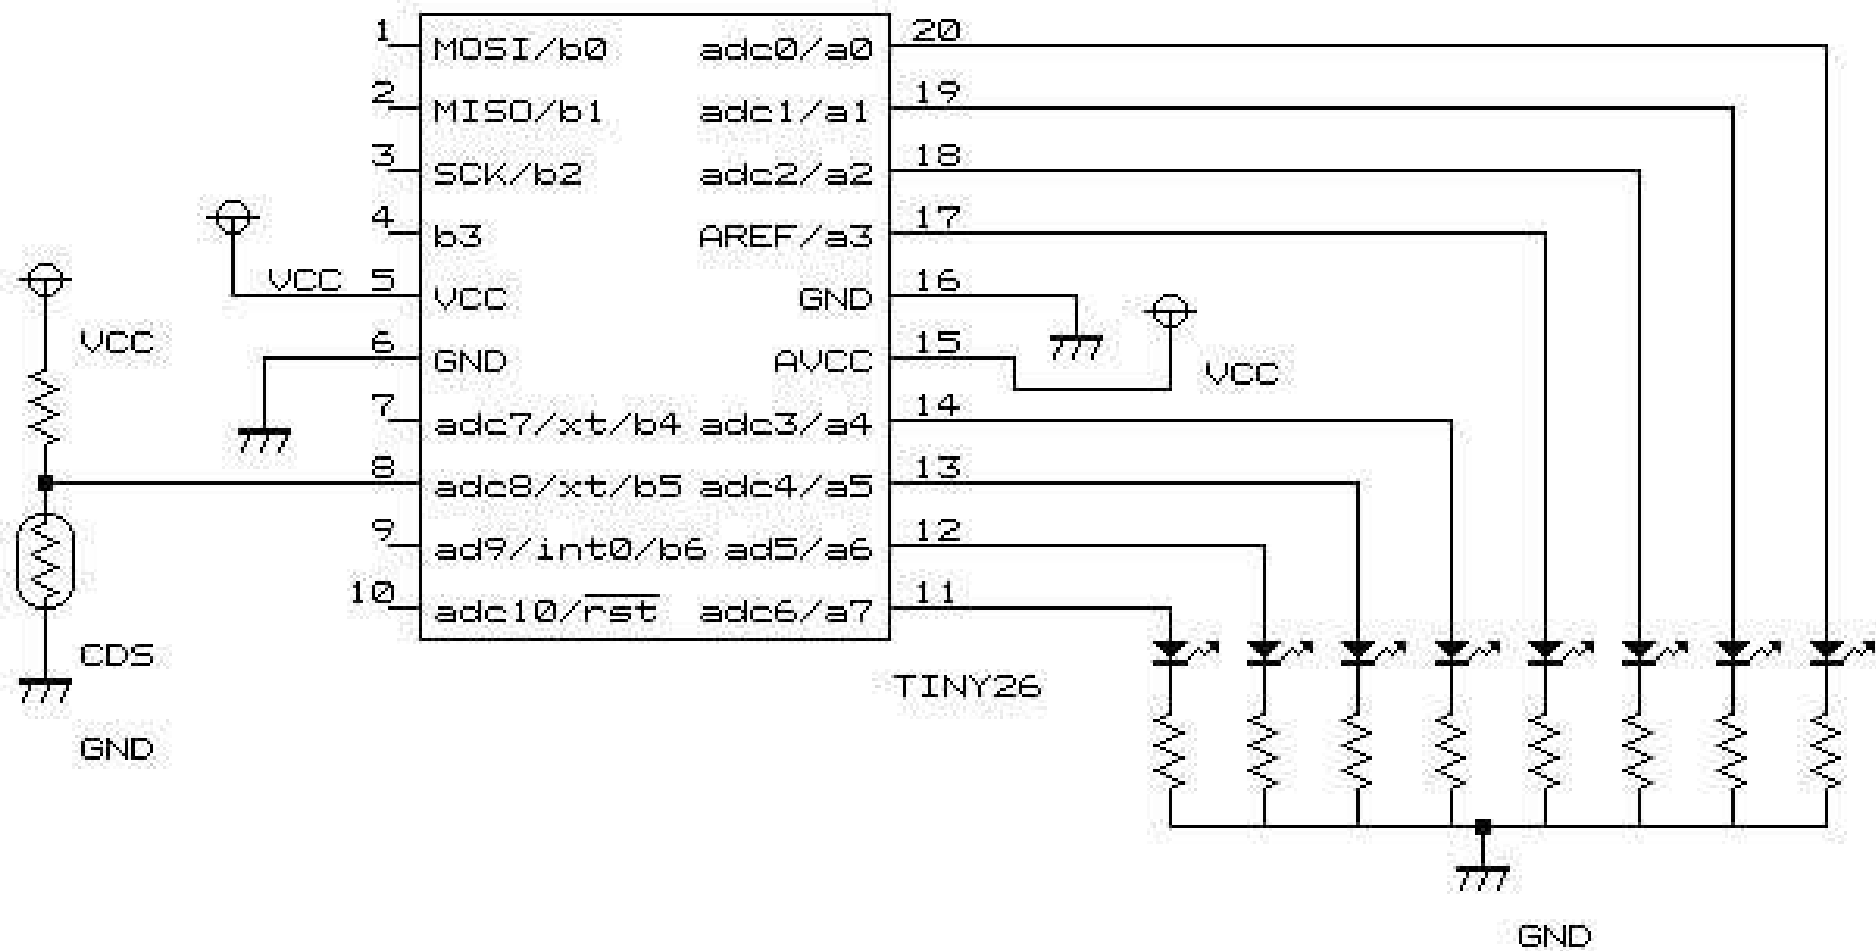 1 MOSI/b0 adc0/a0 20
2 MISO/b1 adc1/a1 19
3 SCK/b2 adc2/a2 18
4 b3 AREF/a3 17
VCC 5 VCC GND 16
VCC 6 GND AVCC 15 VCC
7 adc7/xt/b4 adc3/a4 14
8 adc8/xt/b5 adc4/a5 13
9 ad9/int0/b6 ad5/a6 12
10 adc10/rst adc6/a7 11
CDS
TINY26
GND
GND